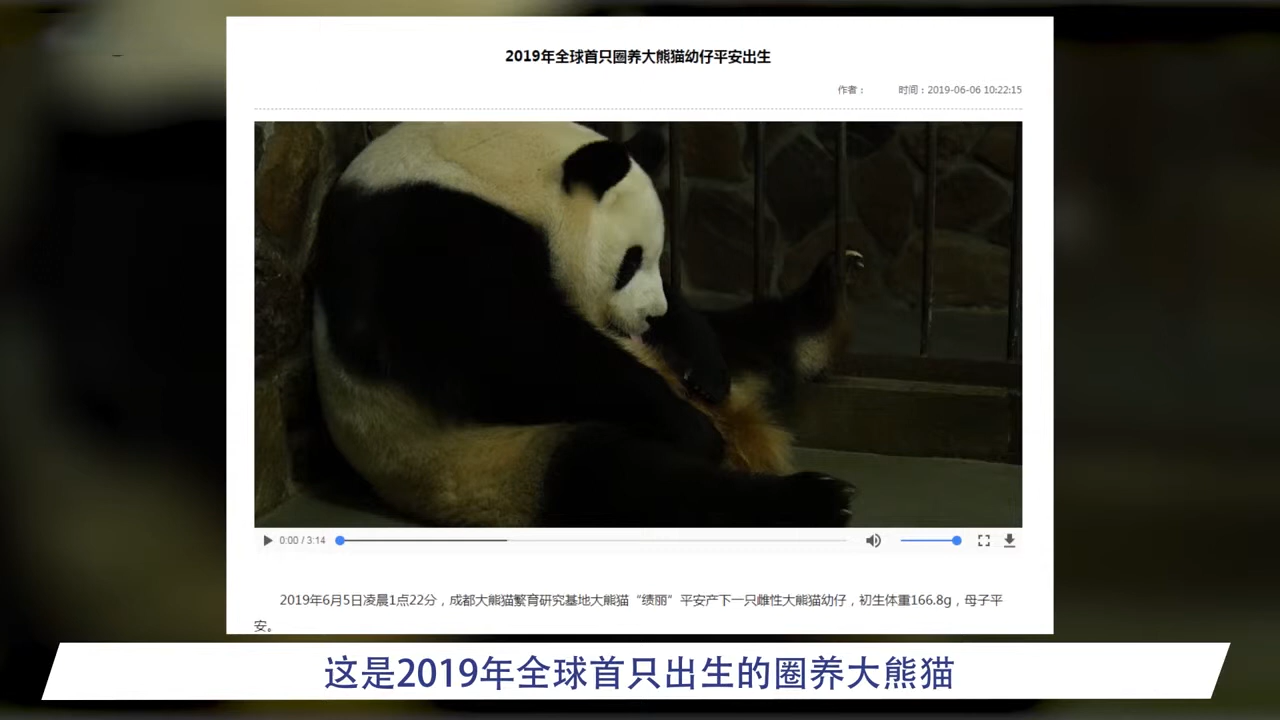 2019年全球首只圈养大熊猫幼仔平安出生
作者： 时间：2019-06-06 10:22:15
0:00 / 3:14
2019年6月5日凌晨1点22分，成都大熊猫繁育研究基地大熊猫“绩丽”平安产下一只雌性大熊猫幼仔，初生体重166.8g，母子平
安。
这是2019年全球首只出生的圈养大熊猫